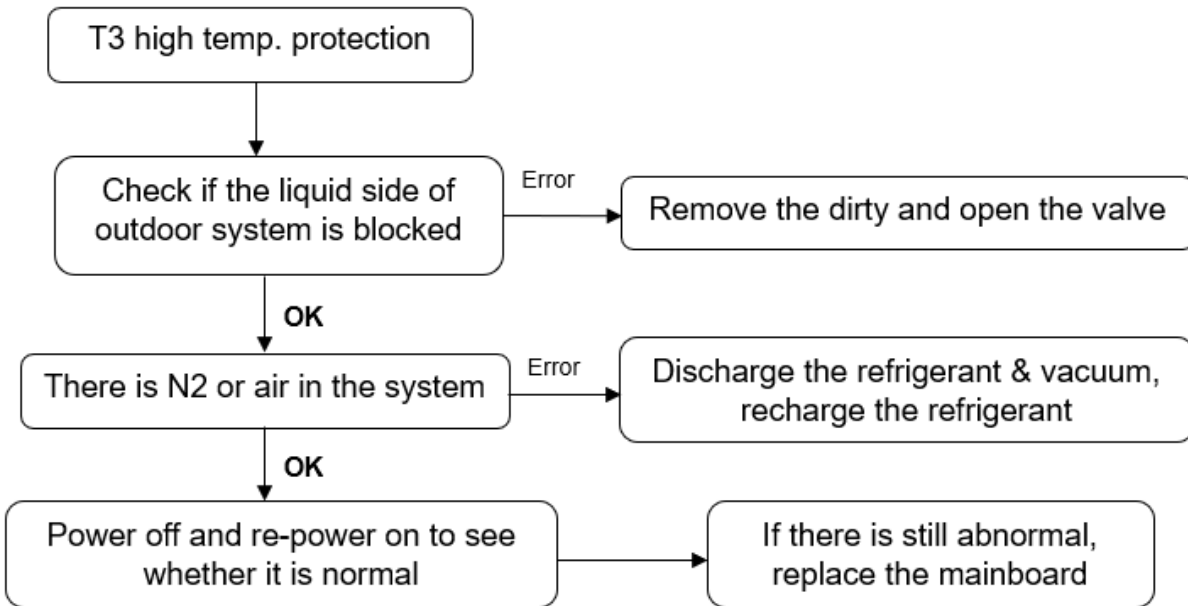 T3 high temp. protection
Check if the liquid side of
outdoor system is blocked
Error
Remove the dirty and open the valve
OK
There is N2 or air in the system
Error
Discharge the refrigerant & vacuum,
recharge the refrigerant
OK
Power off and re-power on to see
whether it is normal
If there is still abnormal,
replace the mainboard